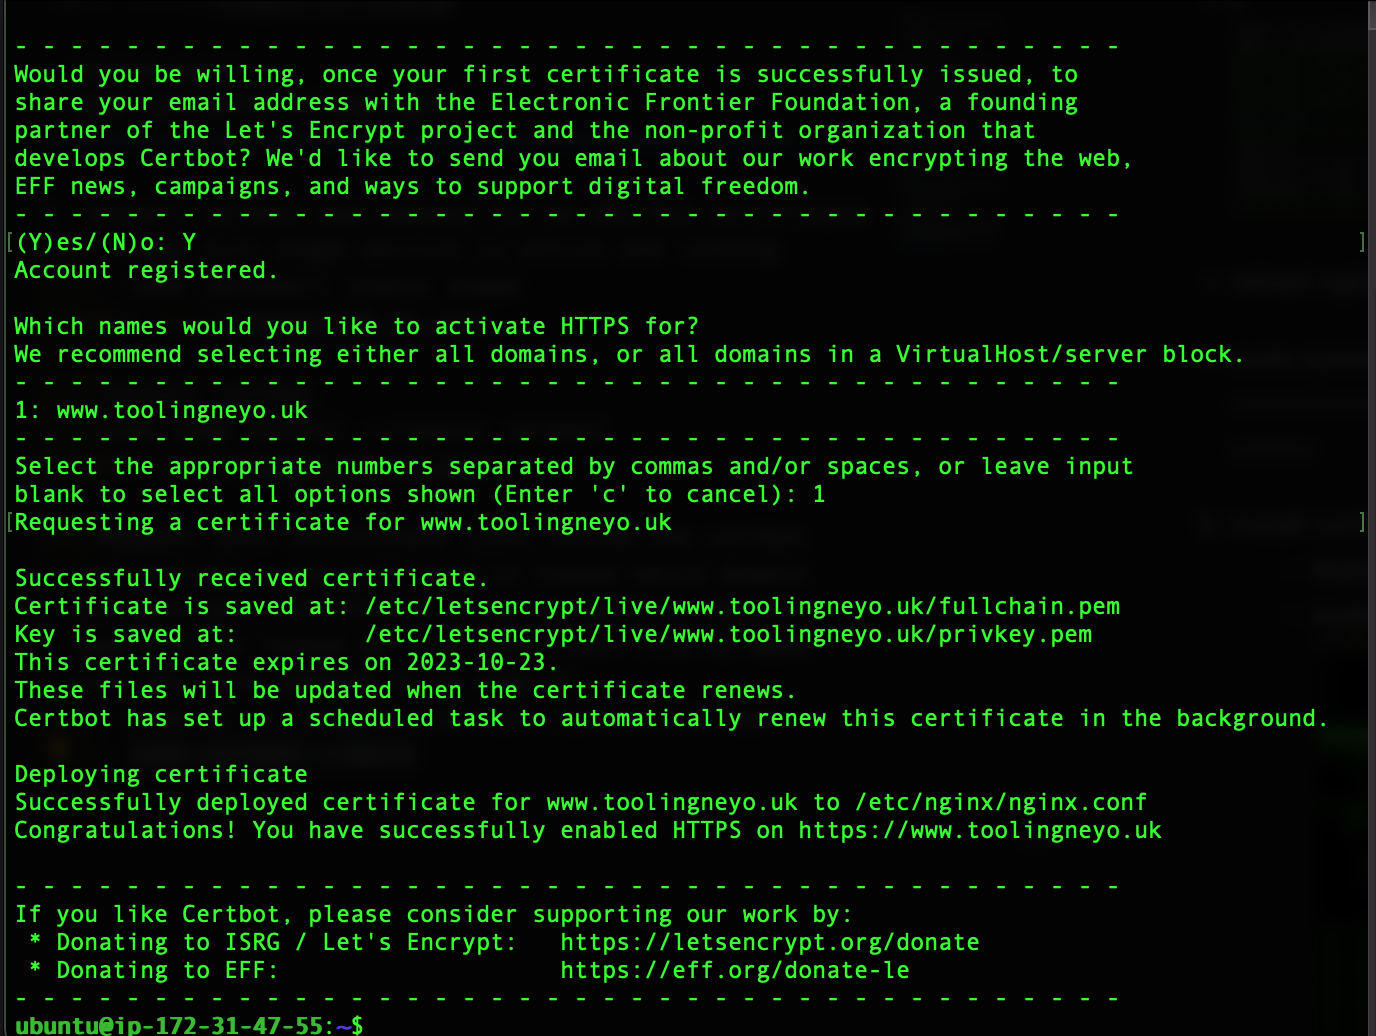 - - - - - - - - - - - - - - - - - - - - - - - - - - - - - - - - - - - - - - - -
Would you be willing, once your first certificate is successfully issued, to
share your email address with the Electronic Frontier Foundation, a founding
partner of the Let's Encrypt project and the non-profit organization that
develops Certbot? We'd like to send you email about our work encrypting the web,
EFF news, campaigns, and ways to support digital freedom.
- - - - - - - - - - - - - - - - - - - - - - - - - - - - - - - - - - - - - - - -
[(Y)es/(N)o: Y ]
Account registered.

Which names would you like to activate HTTPS for?
We recommend selecting either all domains, or all domains in a VirtualHost/server block.
- - - - - - - - - - - - - - - - - - - - - - - - - - - - - - - - - - - - - - - -
1: www.toolingneyo.uk
- - - - - - - - - - - - - - - - - - - - - - - - - - - - - - - - - - - - - - - -
Select the appropriate numbers separated by commas and/or spaces, or leave input
blank to select all options shown (Enter 'c' to cancel): 1
[Requesting a certificate for www.toolingneyo.uk ]

Successfully received certificate.
Certificate is saved at: /etc/letsencrypt/live/www.toolingneyo.uk/fullchain.pem
Key is saved at:         /etc/letsencrypt/live/www.toolingneyo.uk/privkey.pem
This certificate expires on 2023-10-23.
These files will be updated when the certificate renews.
Certbot has set up a scheduled task to automatically renew this certificate in the background.

Deploying certificate
Successfully deployed certificate for www.toolingneyo.uk to /etc/nginx/nginx.conf
Congratulations! You have successfully enabled HTTPS on https://www.toolingneyo.uk

- - - - - - - - - - - - - - - - - - - - - - - - - - - - - - - - - - - - - - - -
If you like Certbot, please consider supporting our work by:
 * Donating to ISRG / Let's Encrypt:   https://letsencrypt.org/donate
 * Donating to EFF:                    https://eff.org/donate-le
- - - - - - - - - - - - - - - - - - - - - - - - - - - - - - - - - - - - - - - -
ubuntu@ip-172-31-47-55:~$